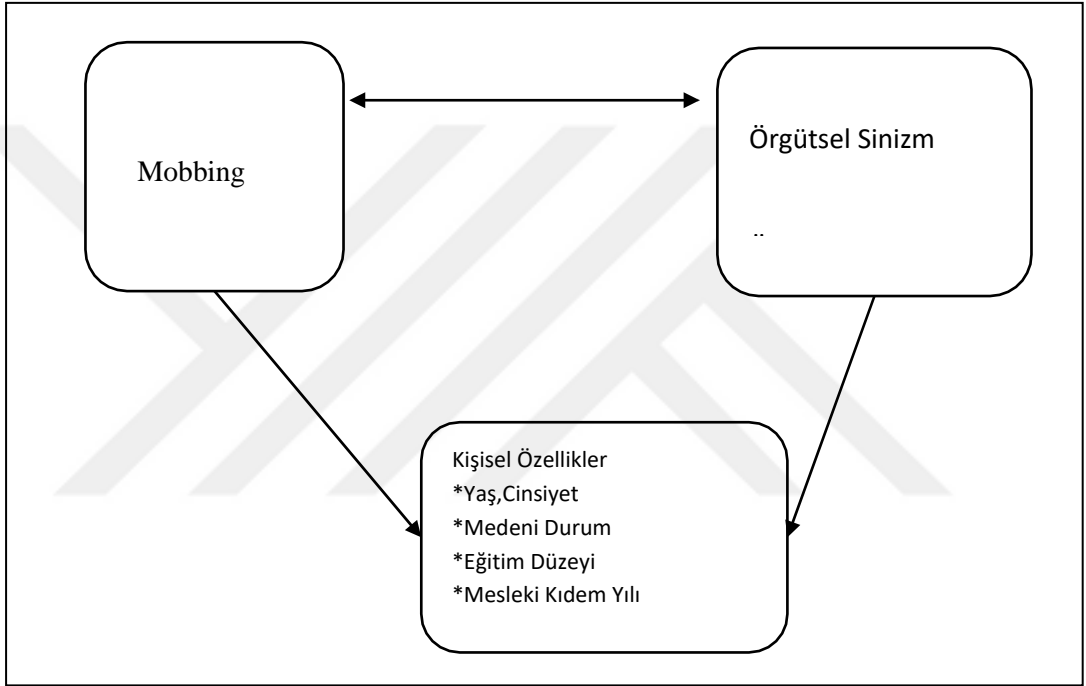 Mobbing
Örgütsel Sinizm
..
Kişisel Özellikler
*Yaş,Cinsiyet
*Medeni Durum
*Eğitim Düzeyi
*Mesleki Kıdem Yılı